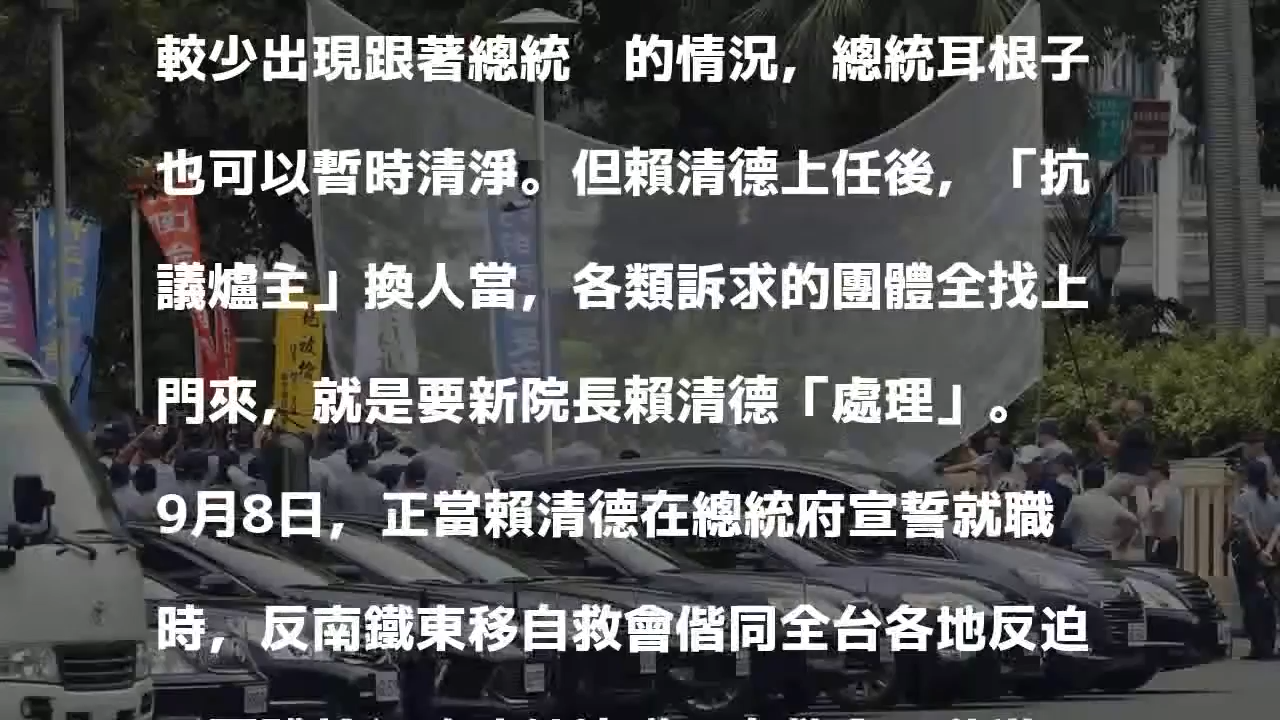 較少出現跟著總統　的情況，總統耳根子
也可以暫時清淨。但賴清德上任後，「抗
議爐主」換人當，各類訴求的團體全找上
門來，就是要新院長賴清德「處理」。
9月8日，正當賴清德在總統府宣誓就職
時，反南鐵東移自救會偕同全台各地反迫